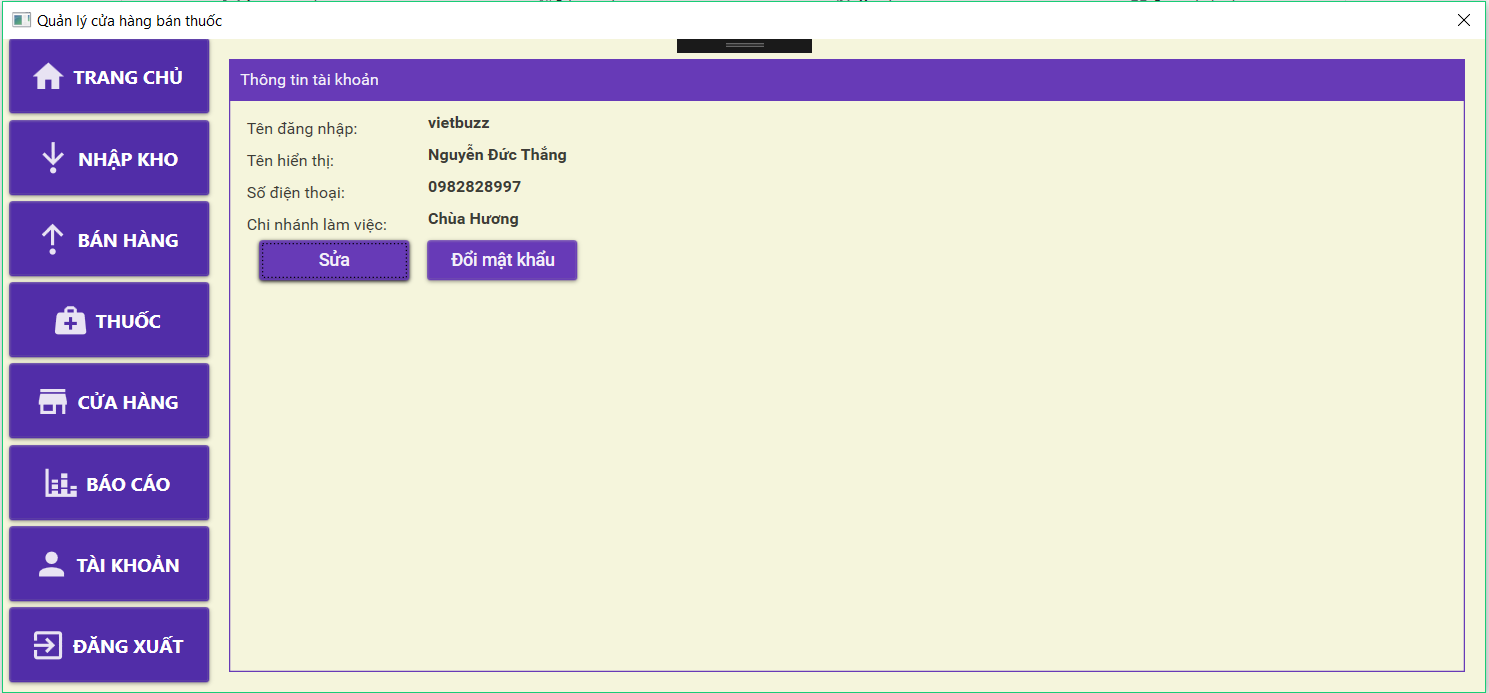 Quản lý cửa hàng bán thuốc
TRANG CHỦ
NHẬP KHO
BÁN HÀNG
THUỐC
CỬA HÀNG
BÁO CÁO
TÀI KHOẢN
ĐĂNG XUẤT
Thông tin tài khoản
Tên đăng nhập: vietbuzz
Tên hiển thị: Nguyễn Đức Thắng
Số điện thoại: 0982828997
Chi nhánh làm việc: Chùa Hương
Sửa Đổi mật khẩu